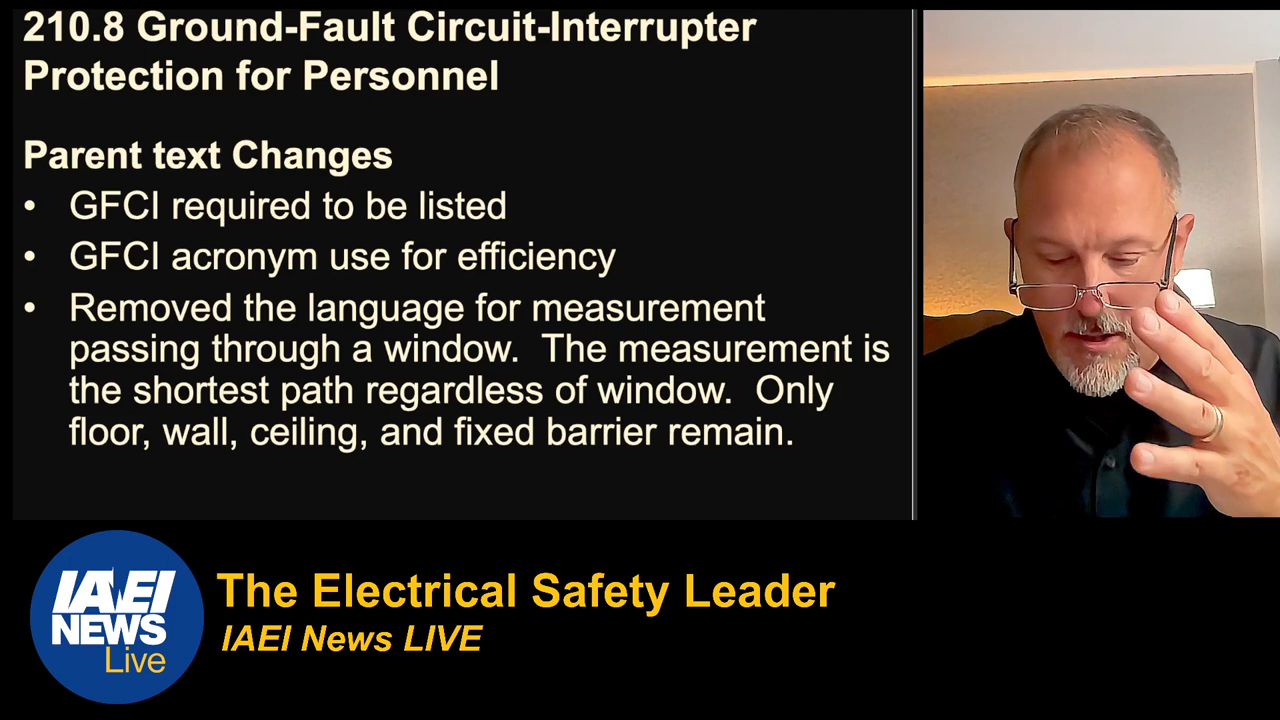 210.8 Ground-Fault Circuit-Interrupter
Protection for Personnel
Parent text Changes
• GFCI required to be listed
• GFCI acronym use for efficiency
• Removed the language for measurement
passing through a window. The measurement is
the shortest path regardless of window. Only
floor, wall, ceiling, and fixed barrier remain.
IAEI
NEWS
Live
The Electrical Safety Leader
IAEI News LIVE